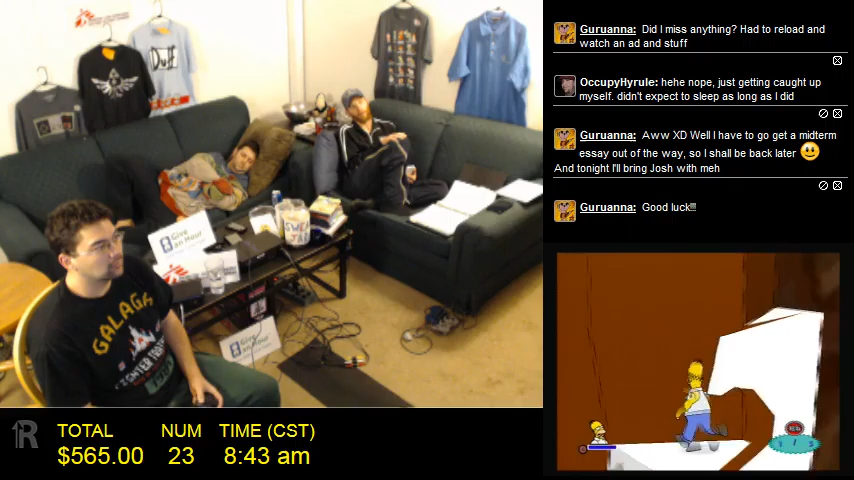 Guruanna: Did I miss anything? Had to reload and
watch an ad and stuff
OccupyHyrule: hehe nope, just getting caught up
myself. didn't expect to sleep as long as I did
Guruanna: Aww XD Well I have to go get a midterm
essay out of the way, so I shall be back later
And tonight I'll bring Josh with meh
Guruanna: Good luck!!!
Duff
Give
an Hour
SWEAR
JAR
Give
an Hour
GALAGA
FIGHTER
R
TOTAL NUM TIME (CST)
$565.00 23 8:43 am